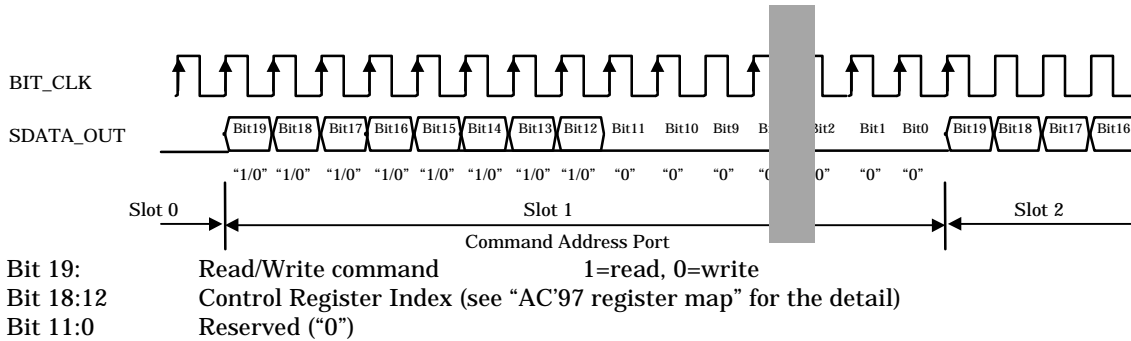 BIT_CLK
SDATA_OUT
Bit19 Bit18 Bit17 Bit16 Bit15 Bit14 Bit13 Bit12 Bit11 Bit10 Bit9 Bit1 Bit0 Bit19 Bit18 Bit17 Bit16
“1/0” “1/0” “1/0” “1/0” “1/0” “1/0” “1/0” “1/0” “0” “0” “0” “0” “0”
Slot 0 Slot 1 Slot 2
Command Address Port
Bit 19: Read/Write command 1=read, 0=write
Bit 18:12 Control Register Index (see “AC’97 register map” for the detail)
Bit 11:0 Reserved (“0”)